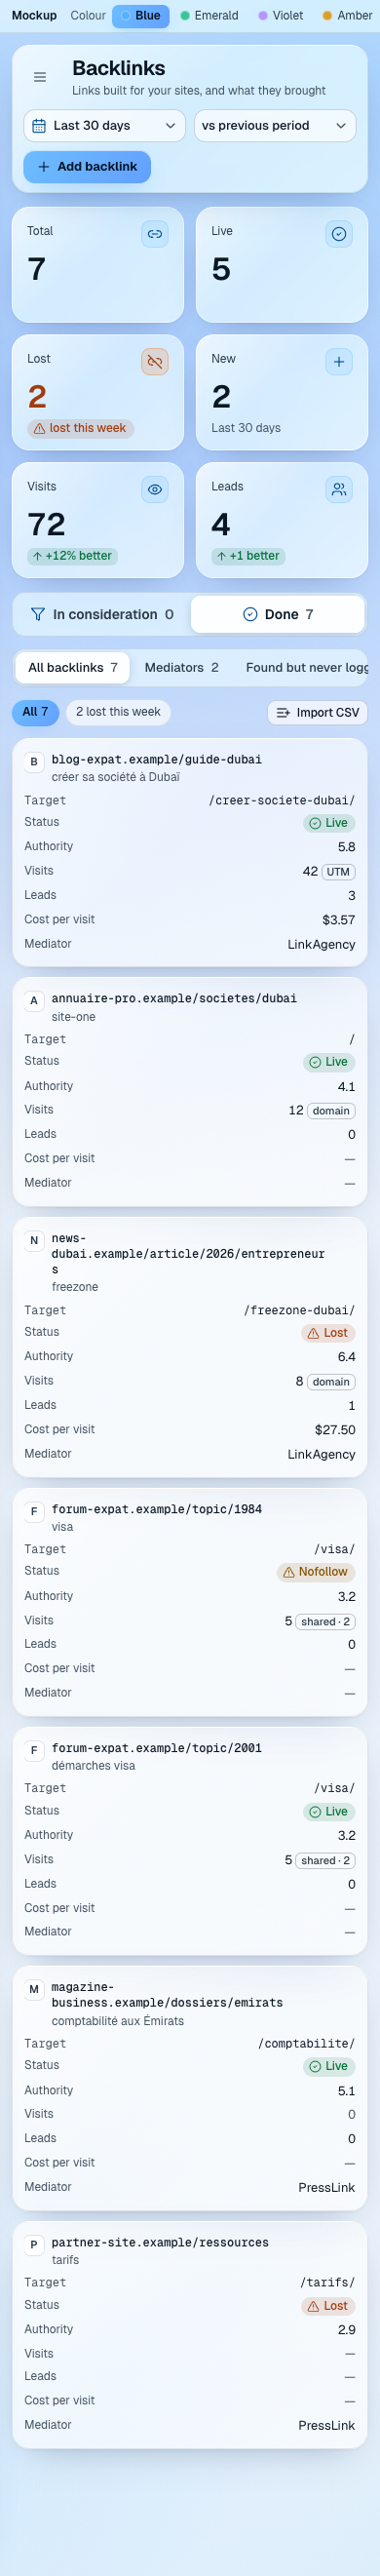 Mockup Colour Blue Emerald Violet Amber
Backlinks
Links built for your sites, and what they brought
Last 30 days
vs previous period
Add backlink
Total
7
Live
5
Lost
2
lost this week
New
2
Last 30 days
Visits
72
+12% better
Leads
4
+1 better
In consideration 0
Done 7
All backlinks 7 Mediators 2 Found but never logg
All 7 2 lost this week Import CSV
B blog-expat.example/guide-dubai
créer sa société à Dubaï
Target /creer-societe-dubai/
Status Live
Authority 5.8
Visits 42 UTM
Leads 3
Cost per visit $3.57
Mediator LinkAgency
A annuaire-pro.example/societes/dubai
site-one
Target /
Status Live
Authority 4.1
Visits 12 domain
Leads 0
Cost per visit —
Mediator —
N news-
dubai.example/article/2026/entrepreneur
s
freezone
Target /freezone-dubai/
Status Lost
Authority 6.4
Visits 8 domain
Leads 1
Cost per visit $27.50
Mediator LinkAgency
F forum-expat.example/topic/1984
visa
Target /visa/
Status Nofollow
Authority 3.2
Visits 5 shared · 2
Leads 0
Cost per visit —
Mediator —
F forum-expat.example/topic/2001
démarches visa
Target /visa/
Status Live
Authority 3.2
Visits 5 shared · 2
Leads 0
Cost per visit —
Mediator —
M magazine-
business.example/dossiers/emirats
comptabilité aux Émirats
Target /comptabilite/
Status Live
Authority 5.1
Visits 0
Leads 0
Cost per visit —
Mediator PressLink
P partner-site.example/ressources
tarifs
Target /tarifs/
Status Lost
Authority 2.9
Visits —
Leads —
Cost per visit —
Mediator PressLink